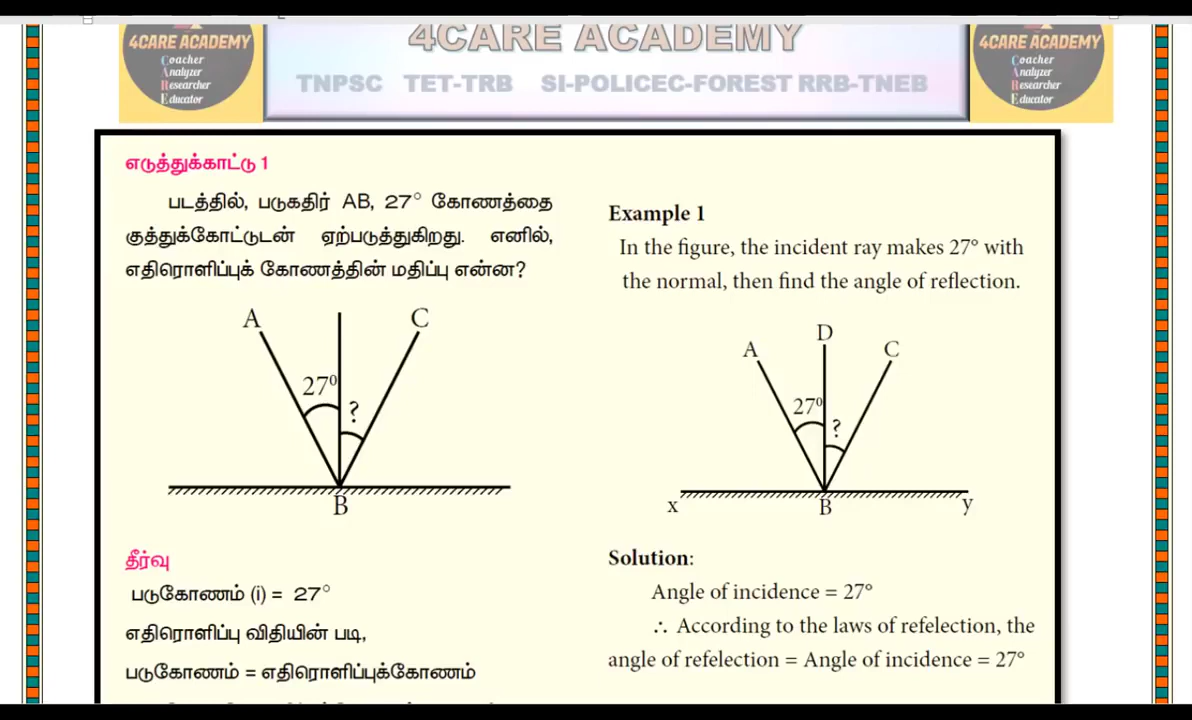 4CARE ACADEMY
Coacher
Analyzer
Researcher
Educator
4CARE ACADEMY
TNPSC TET-TRB SI-POLICEC-FOREST RRB-TNEB
4CARE ACADEMY
Coacher
Analyzer
Researcher
Educator
எடுத்துக்காட்டு 1
படத்தில், படுகதிர் AB, 27° கோணத்தை
குத்துக்கோட்டுடன் ஏற்படுத்துகிறது. எனில்,
எதிரொளிப்புக் கோணத்தின் மதிப்பு என்ன?
A
C
27⁰
?
B
தீர்வு
படுகோணம் (i) = 27°
எதிரொளிப்பு விதியின் படி,
படுகோணம் = எதிரொளிப்புக்கோணம்
Example 1
In the figure, the incident ray makes 27° with
the normal, then find the angle of reflection.
D
A
C
27⁰
?
x
B
y
Solution:
Angle of incidence = 27°
∴ According to the laws of refelection, the
angle of refelection = Angle of incidence = 27°